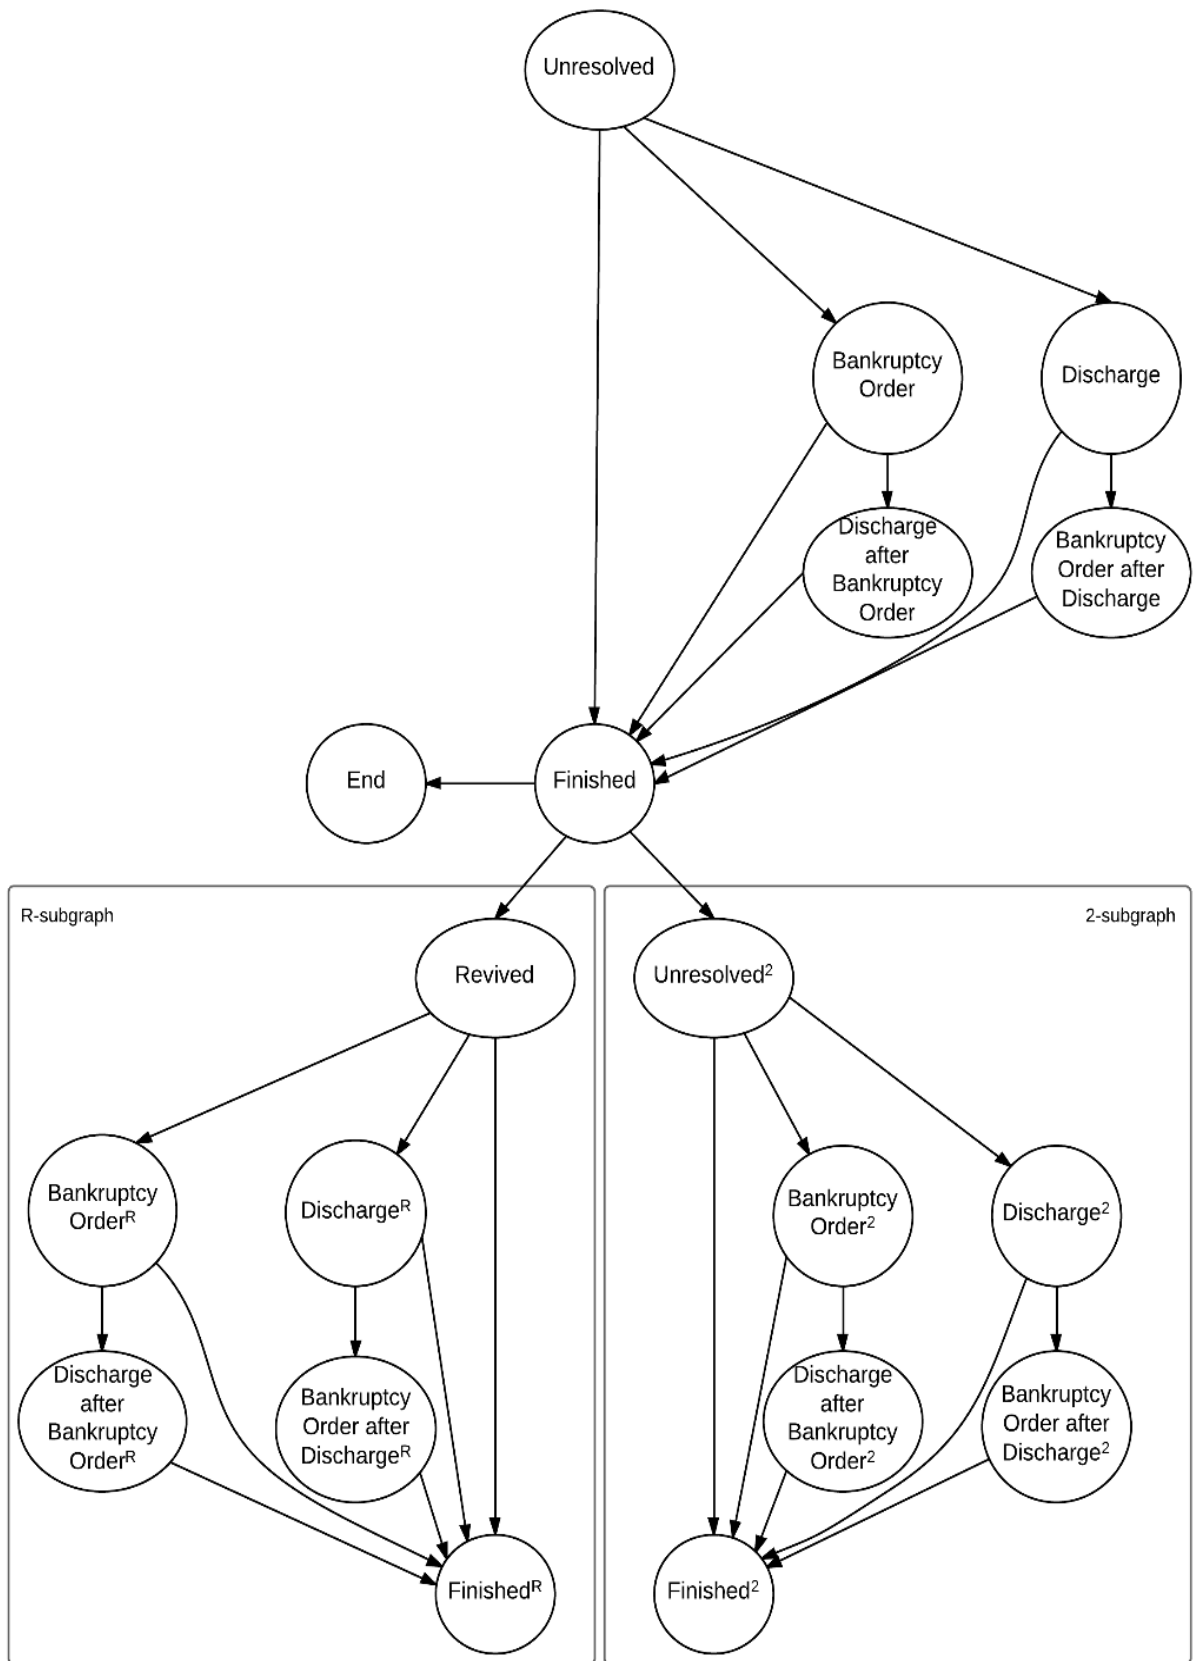 Unresolved
Bankruptcy
Order
Discharge
Discharge
after
Bankruptcy
Order
Bankruptcy
Order after
Discharge
End
Finished
R-subgraph
2-subgraph
Revived
Unresolved²
Bankruptcy
Orderᴿ
Dischargeᴿ
Bankruptcy
Order²
Discharge²
Discharge
after
Bankruptcy
Orderᴿ
Bankruptcy
Order after
Dischargeᴿ
Discharge
after
Bankruptcy
Order²
Bankruptcy
Order after
Discharge²
Finishedᴿ
Finished²